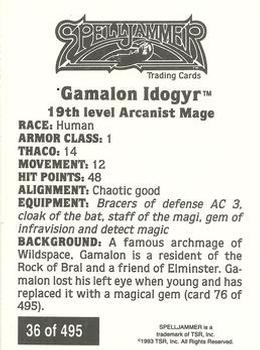 SPELLJAMMER
Trading Cards
Gamalon Idogyr™
19th level Arcanist Mage
RACE: Human
ARMOR CLASS: 1
THACO: 14
MOVEMENT: 12
HIT POINTS: 48
ALIGNMENT: Chaotic good
EQUIPMENT: Bracers of defense AC 3,
cloak of the bat, staff of the magi, gem of
infravision and detect magic
BACKGROUND: A famous archmage of
Wildspace, Gamalon is a resident of the
Rock of Bral and a friend of Elminster. Ga-
malon lost his left eye when young and has
replaced it with a magical gem (card 76 of
495).
36 of 495
SPELLJAMMER is a
trademark of TSR, Inc.
©1993 TSR, Inc. All Rights Reserved.